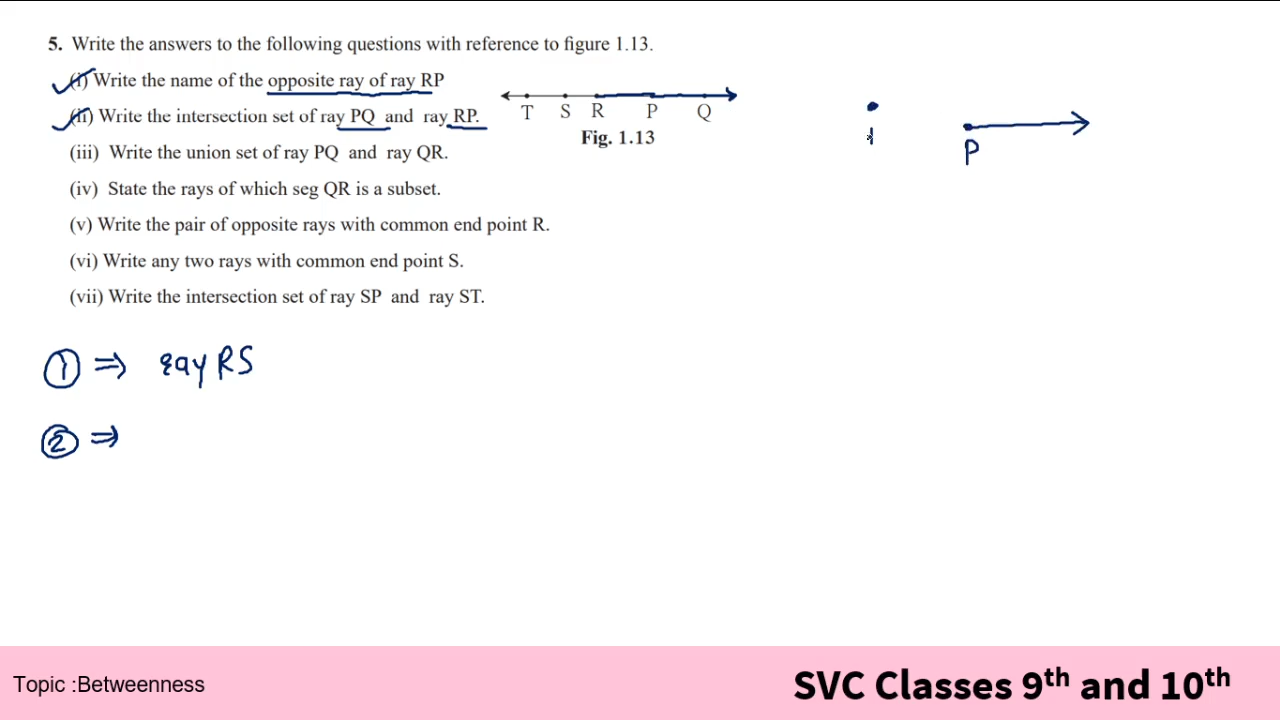 5. Write the answers to the following questions with reference to figure 1.13.
(i) Write the name of the opposite ray of ray RP
(ii) Write the intersection set of ray PQ and ray RP.
(iii) Write the union set of ray PQ and ray QR.
(iv) State the rays of which seg QR is a subset.
(v) Write the pair of opposite rays with common end point R.
(vi) Write any two rays with common end point S.
(vii) Write the intersection set of ray SP and ray ST.
T S R P Q
Fig. 1.13
P
1 ⇒ ray RS
2 ⇒
Topic :Betweenness
SVC Classes 9th and 10th